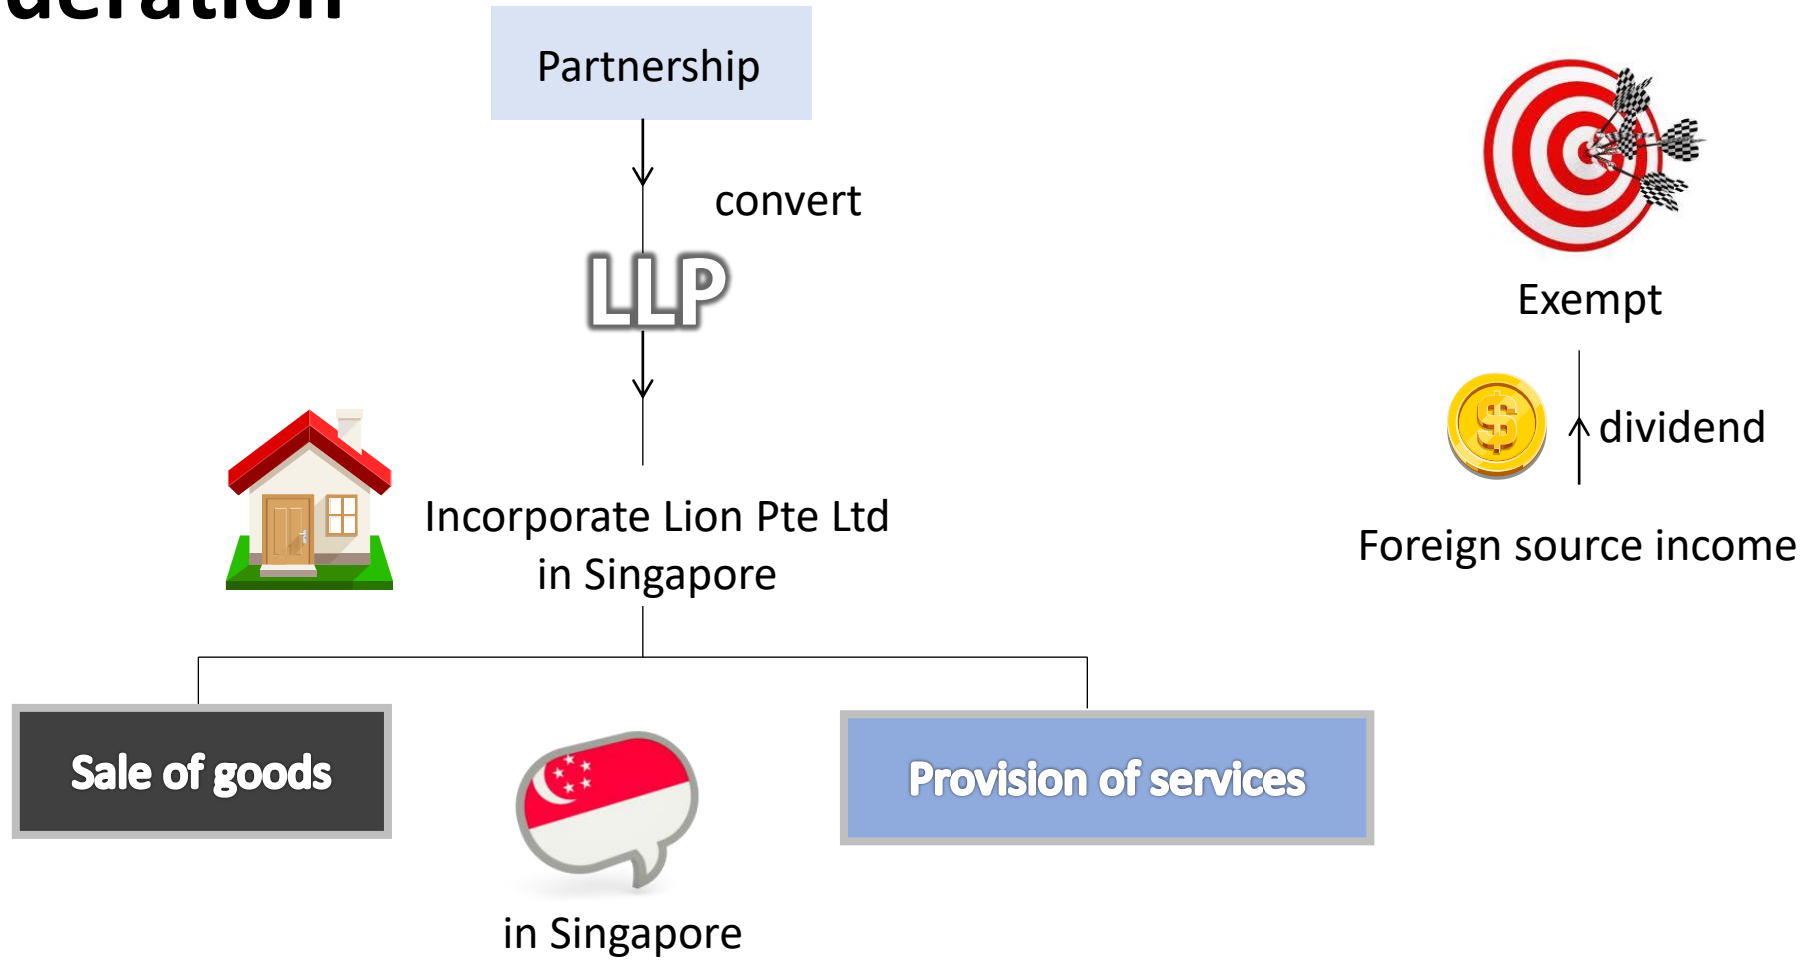 Partnership
convert
LLP
Incorporate Lion Pte Ltd
in Singapore
Sale of goods
Provision of services
in Singapore
Exempt
$
dividend
Foreign source income